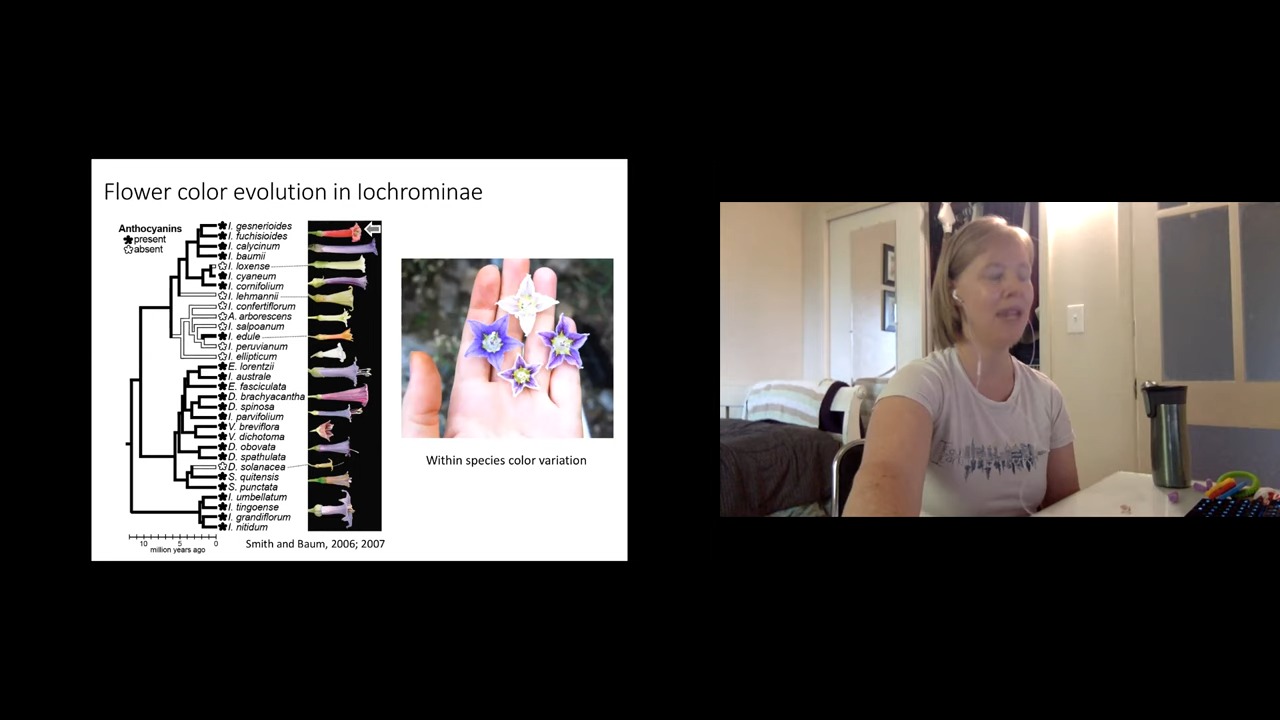 Flower color evolution in Iochrominae
Anthocyanins
present
absent
I. gesnerioides
I. fuchsioides
I. calycinum
I. baumii
I. loxense
I. cyaneum
I. cornifolium
I. lehmannii
I. confertiflorum
A. arborescens
I. salpoanum
I. edule
I. peruvianum
I. ellipticum
E. lorentzii
I. australe
E. fasciculata
D. brachyacantha
D. spinosa
I. parvifolium
V. breviflora
V. dichotoma
D. obovata
D. spathulata
D. solanacea
S. quitensis
S. punctata
I. umbellatum
I. tingoense
I. grandiflorum
I. nitidum
10 5 0
million years ago
Smith and Baum, 2006; 2007
Within species color variation